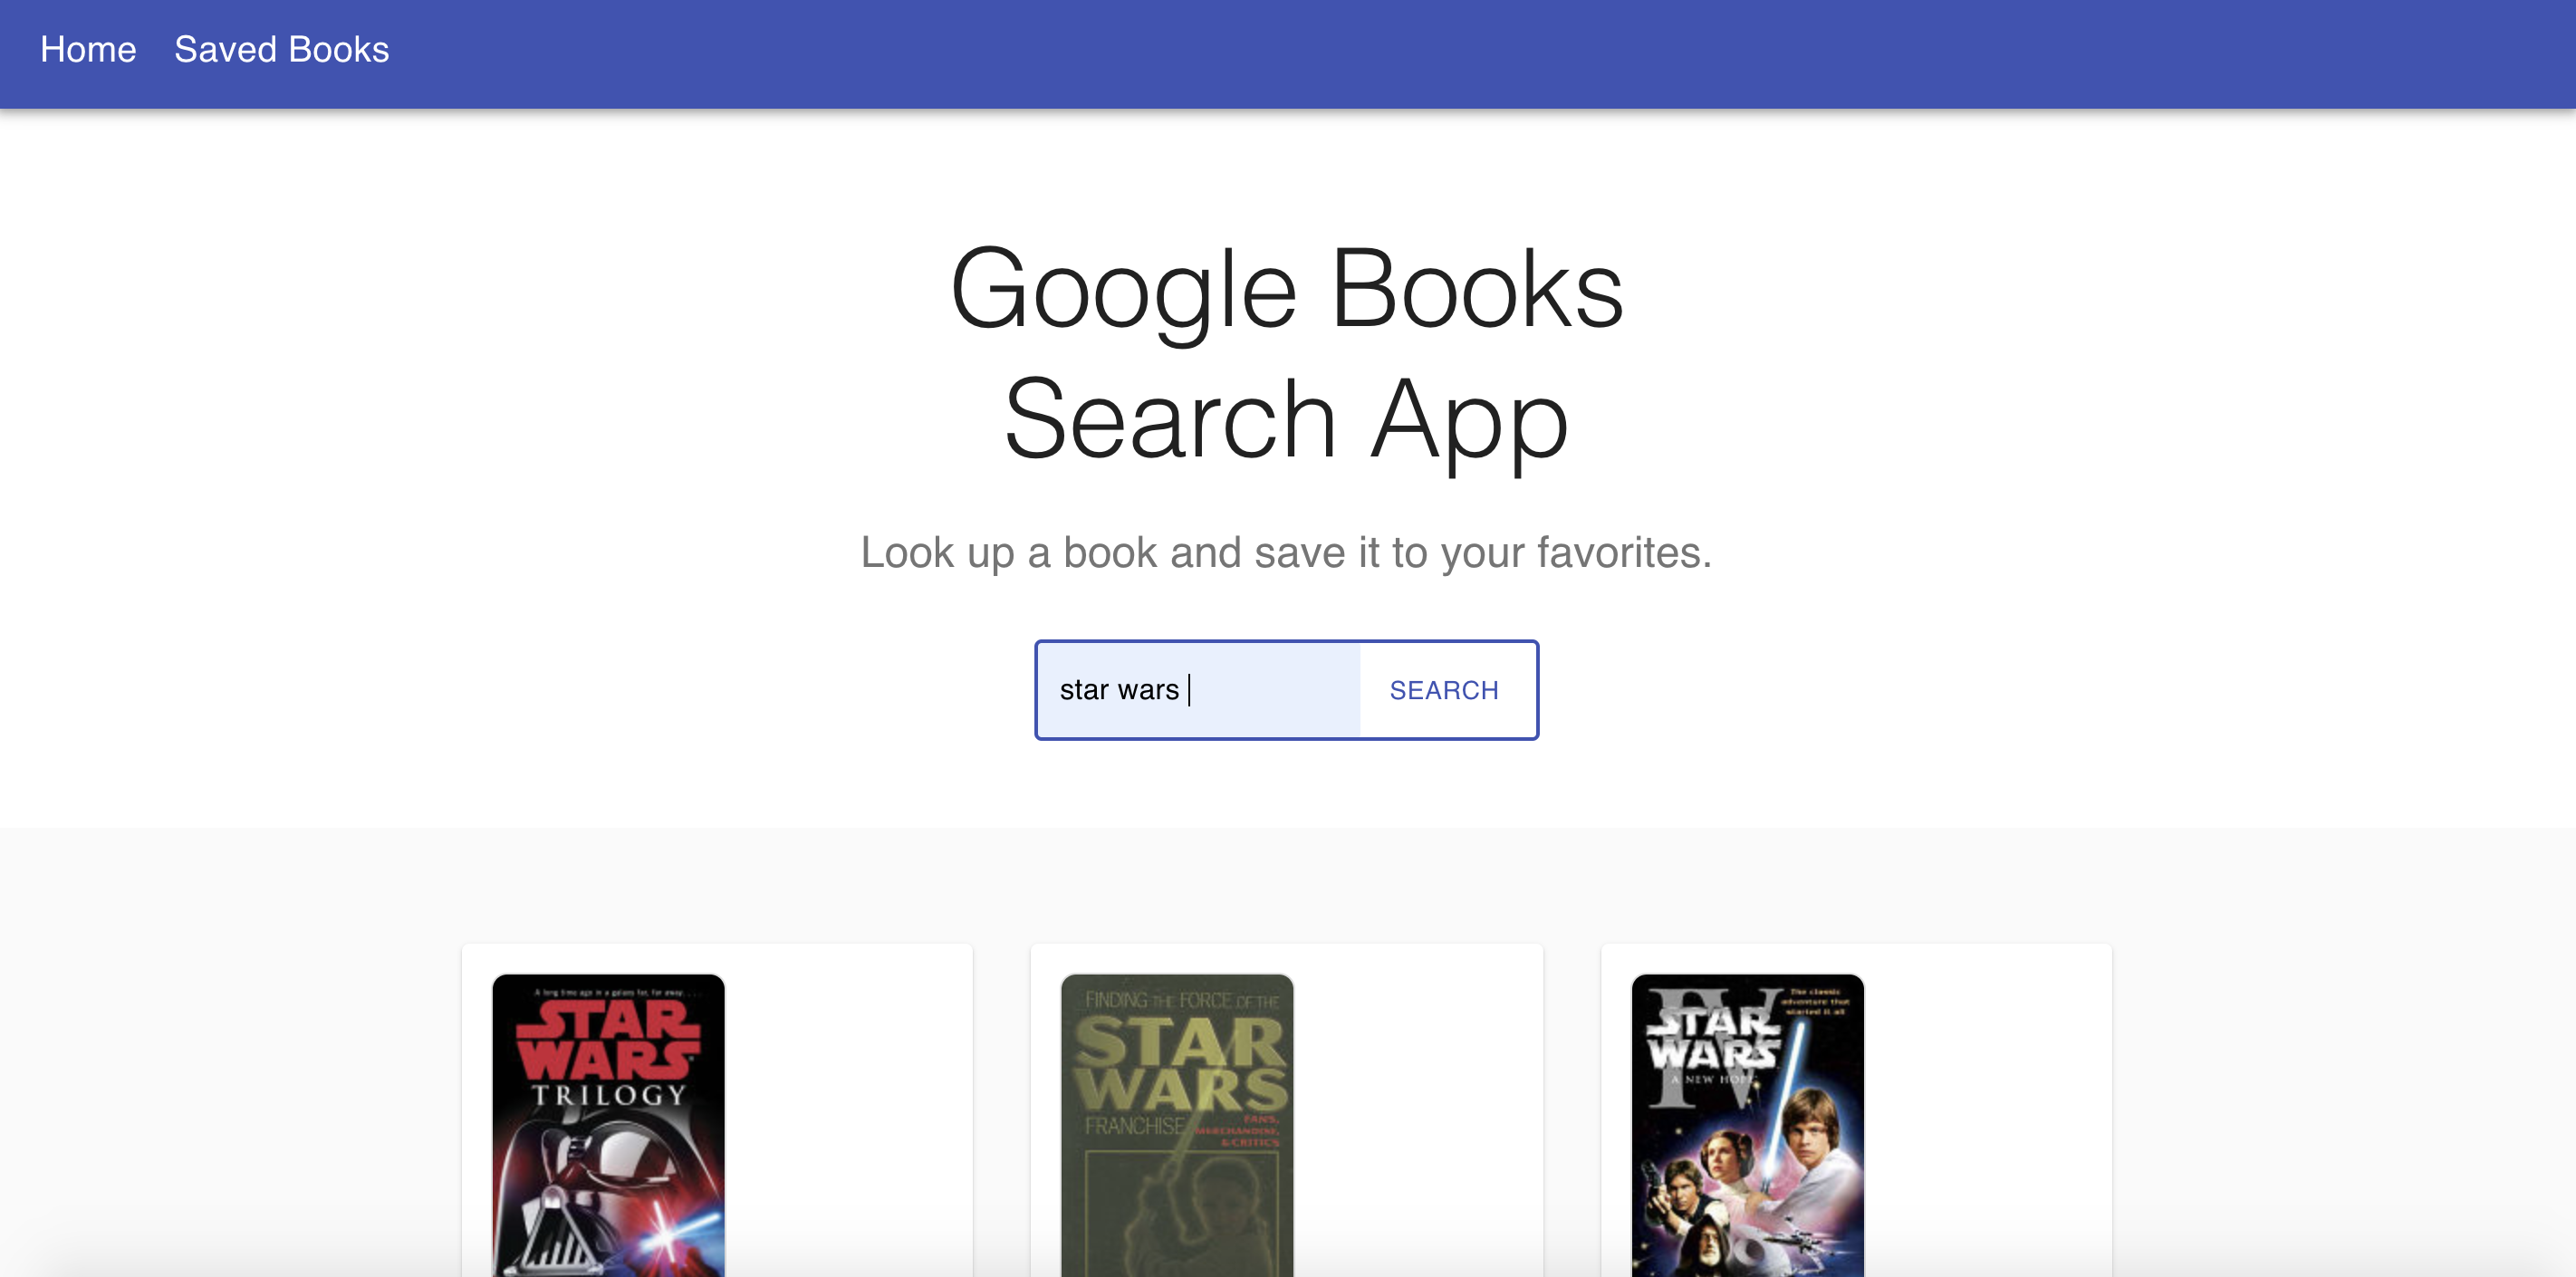 Home Saved Books
Google Books
Search App
Look up a book and save it to your favorites.
star wars
SEARCH
A long time ago in a galaxy far, far away. . . .
STAR
WARS
TRILOGY
FINDING THE FORCE OF THE
STAR
WARS
FRANCHISE
FANS,
MERCHANDISE,
& CRITICS
IV
The classic
adventure that
started it all
STAR
WARS
A NEW HOPE